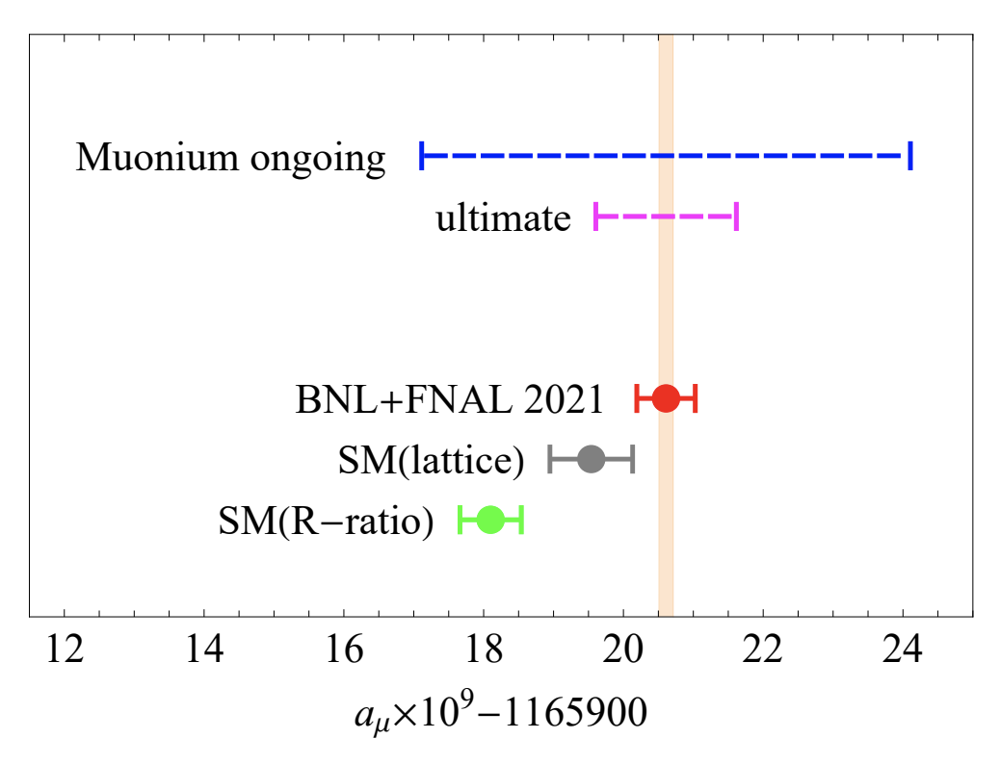 Muonium ongoing
ultimate
BNL+FNAL 2021
SM(lattice)
SM(R−ratio)
12 14 16 18 20 22 24
aμ×10⁹−1165900